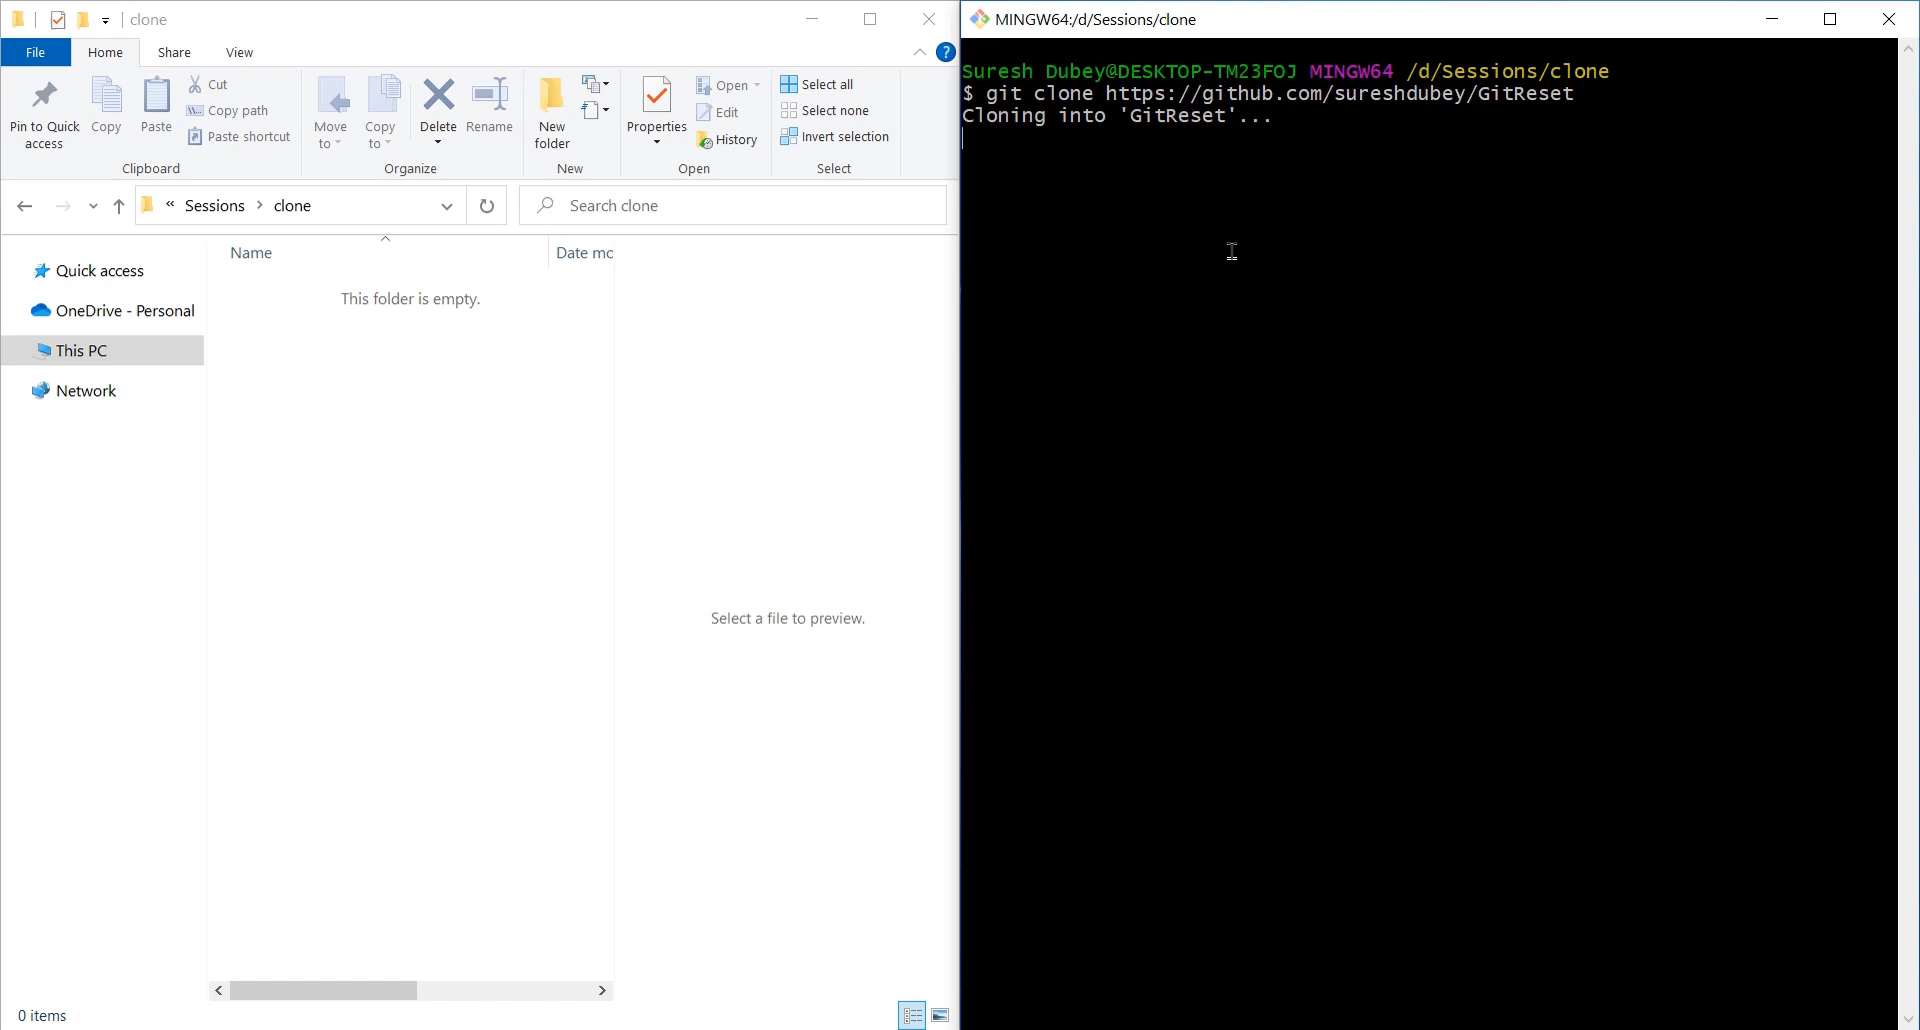 clone
File Home Share View
Pin to Quick access
Copy
Paste
Cut
Copy path
Paste shortcut
Clipboard
Move to
Copy to
Delete
Rename
Organize
New folder
New
Properties
Open
Edit
History
Open
Select all
Select none
Invert selection
Select
« Sessions > clone
Search clone
Quick access
OneDrive - Personal
This PC
Network
Name
Date mo
This folder is empty.
Select a file to preview.
0 items
MINGW64:/d/Sessions/clone
Suresh Dubey@DESKTOP-TM23FOJ MINGW64 /d/Sessions/clone
$ git clone https://github.com/sureshdubey/GitReset
Cloning into 'GitReset'...